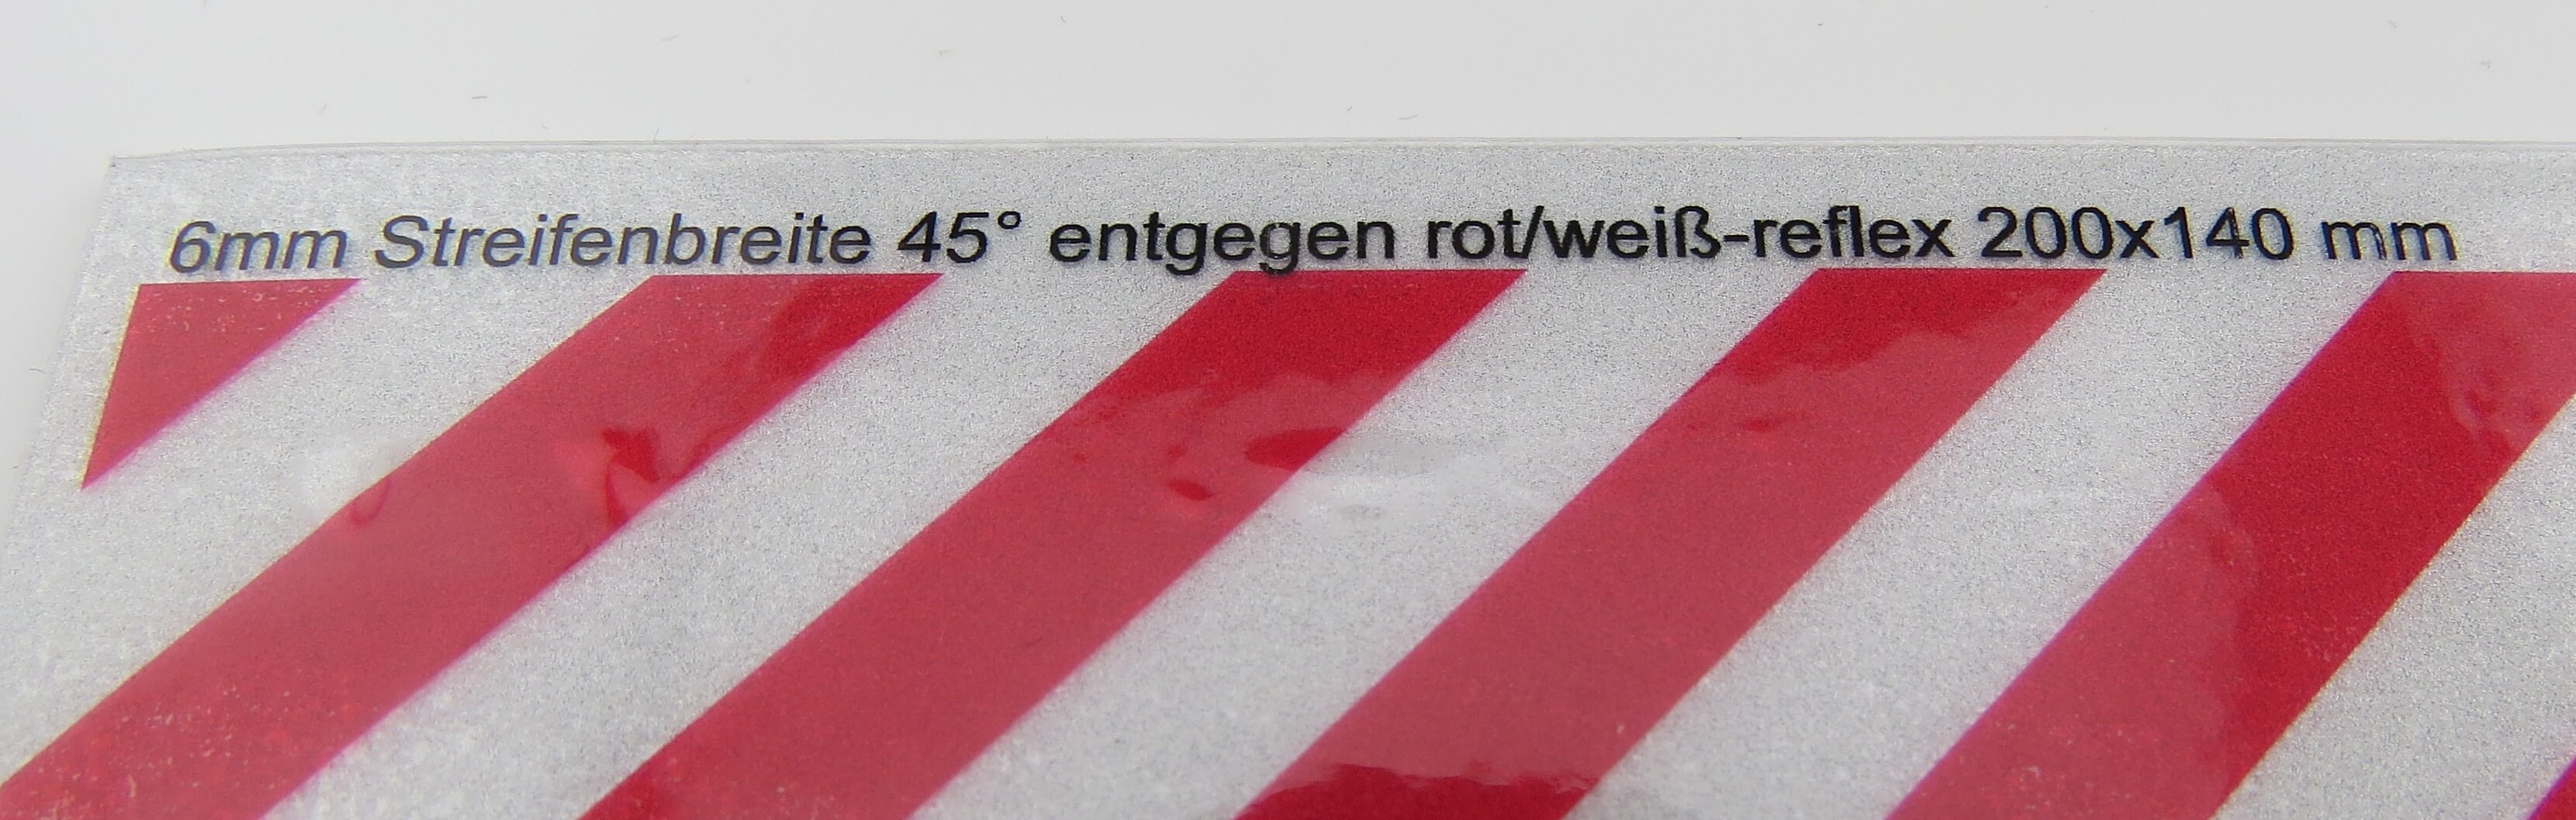 6mm Streifenbreite 45° entgegen rot/weiß-reflex 200x140 mm